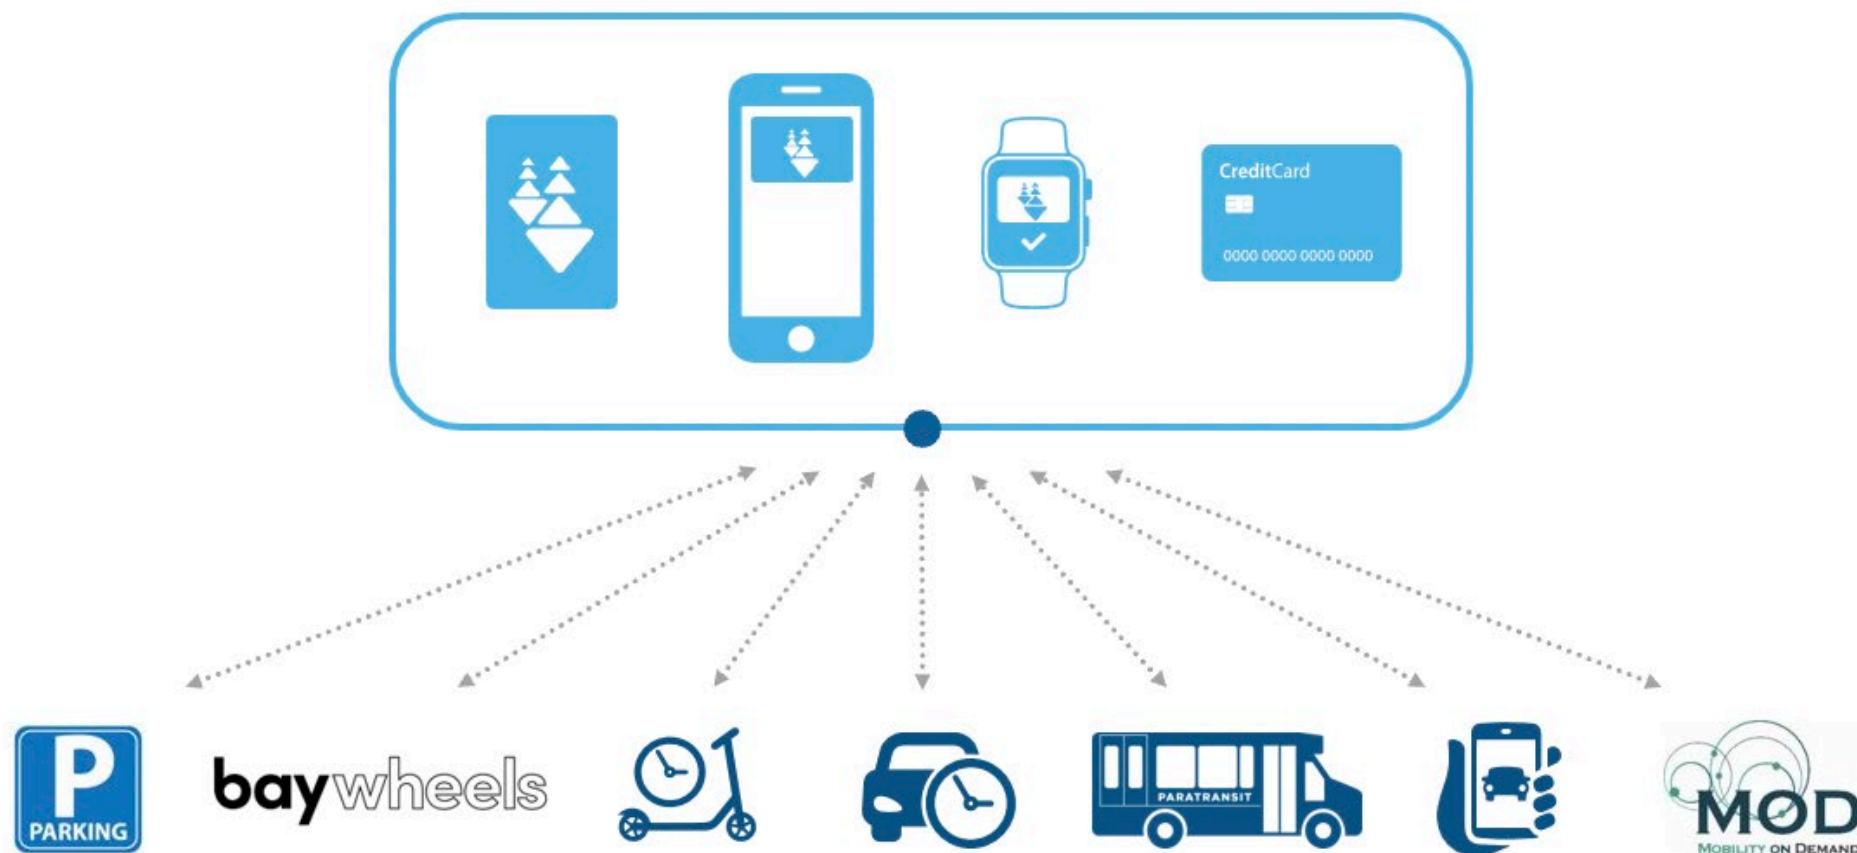 CreditCard
0000 0000 0000 0000
P
PARKING
baywheels
PARATRANSIT
MOD
MOBILITY ON DEMAND